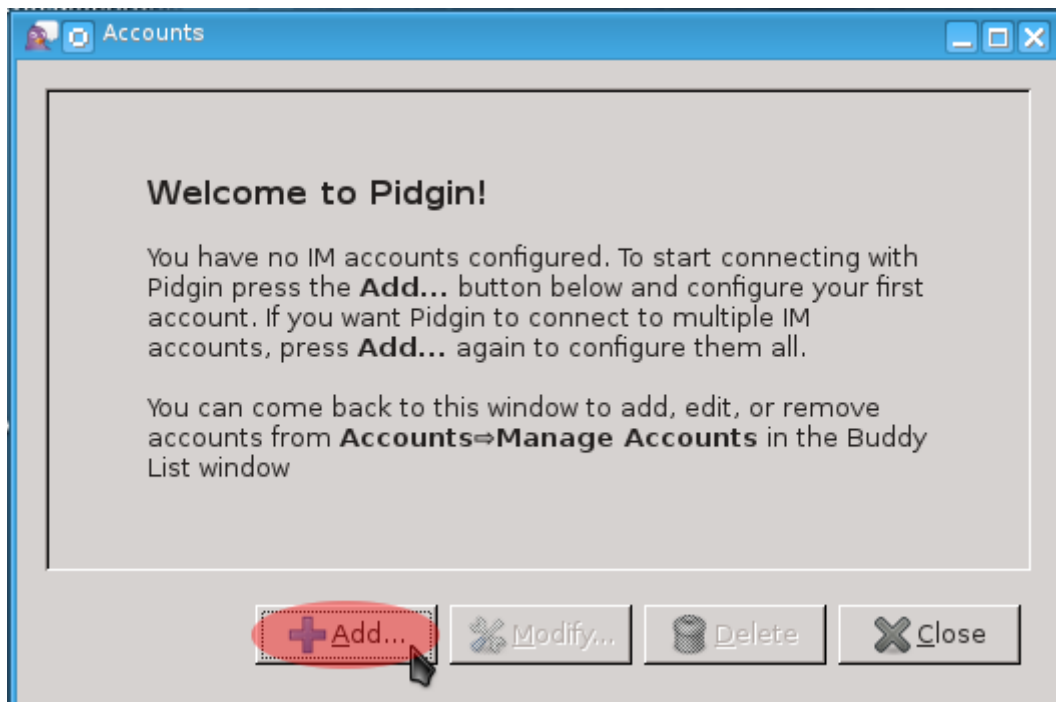 Accounts
Welcome to Pidgin!
You have no IM accounts configured. To start connecting with
Pidgin press the Add... button below and configure your first
account. If you want Pidgin to connect to multiple IM
accounts, press Add... again to configure them all.
You can come back to this window to add, edit, or remove
accounts from Accounts⇨Manage Accounts in the Buddy
List window
Add... Modify... Delete Close